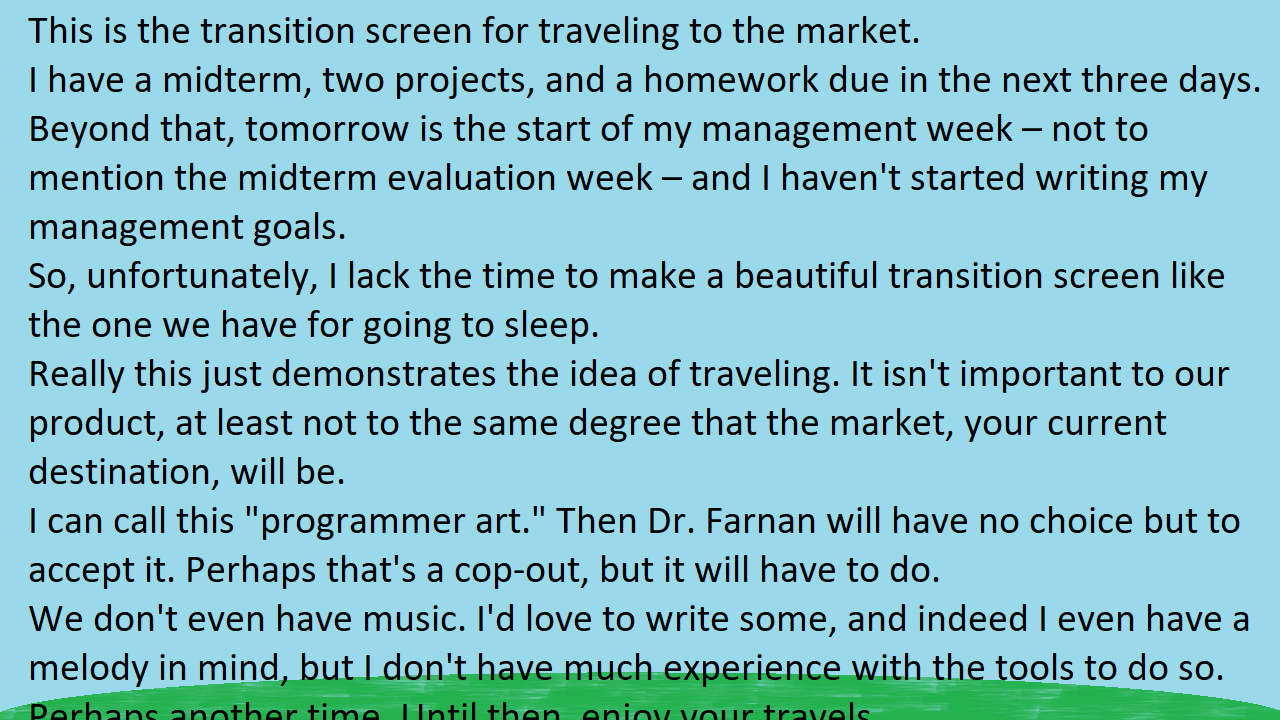 This is the transition screen for traveling to the market.
I have a midterm, two projects, and a homework due in the next three days.
Beyond that, tomorrow is the start of my management week – not to
mention the midterm evaluation week – and I haven't started writing my
management goals.
So, unfortunately, I lack the time to make a beautiful transition screen like
the one we have for going to sleep.
Really this just demonstrates the idea of traveling. It isn't important to our
product, at least not to the same degree that the market, your current
destination, will be.
I can call this "programmer art." Then Dr. Farnan will have no choice but to
accept it. Perhaps that's a cop-out, but it will have to do.
We don't even have music. I'd love to write some, and indeed I even have a
melody in mind, but I don't have much experience with the tools to do so.
Perhaps another time. Until then, enjoy your travels.